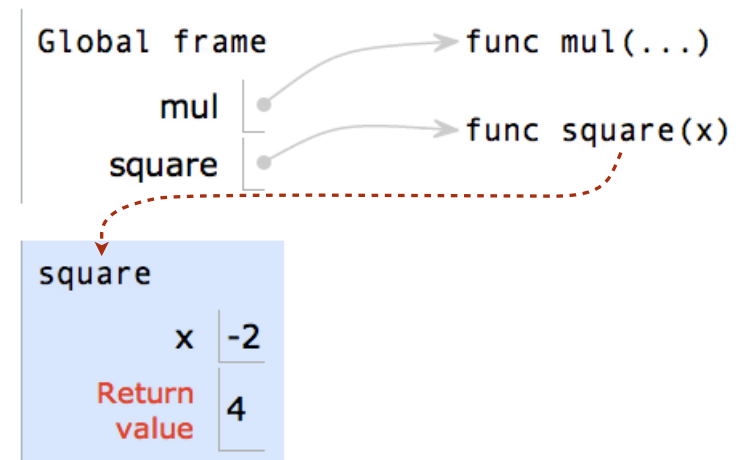 Global frame
func mul(...)
mul
func square(x)
square
square
x -2
Return
value 4